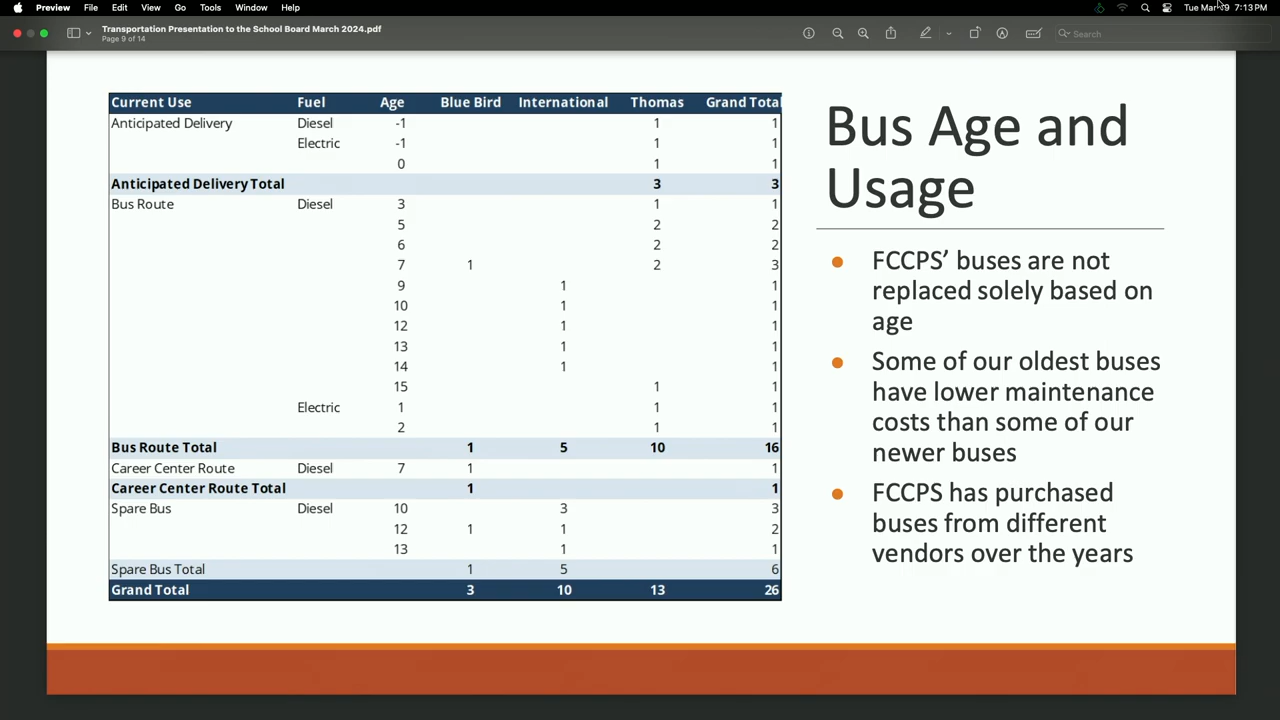 Preview File Edit View Go Tools Window Help Tue Mar 7:13 PM
Transportation Presentation to the School Board March 2024.pdf
Page 9 of 14
Search
Current Use Fuel Age Blue Bird International Thomas Grand Total
Anticipated Delivery Diesel -1 1 1
Electric -1 1 1
0 1 1
Anticipated Delivery Total 3 3
Bus Route Diesel 3 1 1
5 2 2
6 2 2
7 1 2 3
9 1 1
10 1 1
12 1 1
13 1 1
14 1 1
15 1 1
Electric 1 1 1
2 1 1
Bus Route Total 1 5 10 16
Career Center Route Diesel 7 1 1
Career Center Route Total 1 1
Spare Bus Diesel 10 3 3
12 1 1 2
13 1 1
Spare Bus Total 1 5 6
Grand Total 3 10 13 26
Bus Age and
Usage
FCCPS' buses are not
replaced solely based on
age
Some of our oldest buses
have lower maintenance
costs than some of our
newer buses
FCCPS has purchased
buses from different
vendors over the years